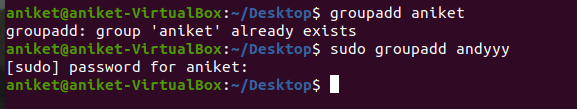 aniket@aniket-VirtualBox:~/Desktop$ groupadd aniket
groupadd: group 'aniket' already exists
aniket@aniket-VirtualBox:~/Desktop$ sudo groupadd andyyy
[sudo] password for aniket:
aniket@aniket-VirtualBox:~/Desktop$